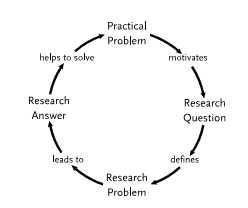 Practical
Problem
motivates
Research
Question
defines
Research
Problem
leads to
Research
Answer
helps to solve